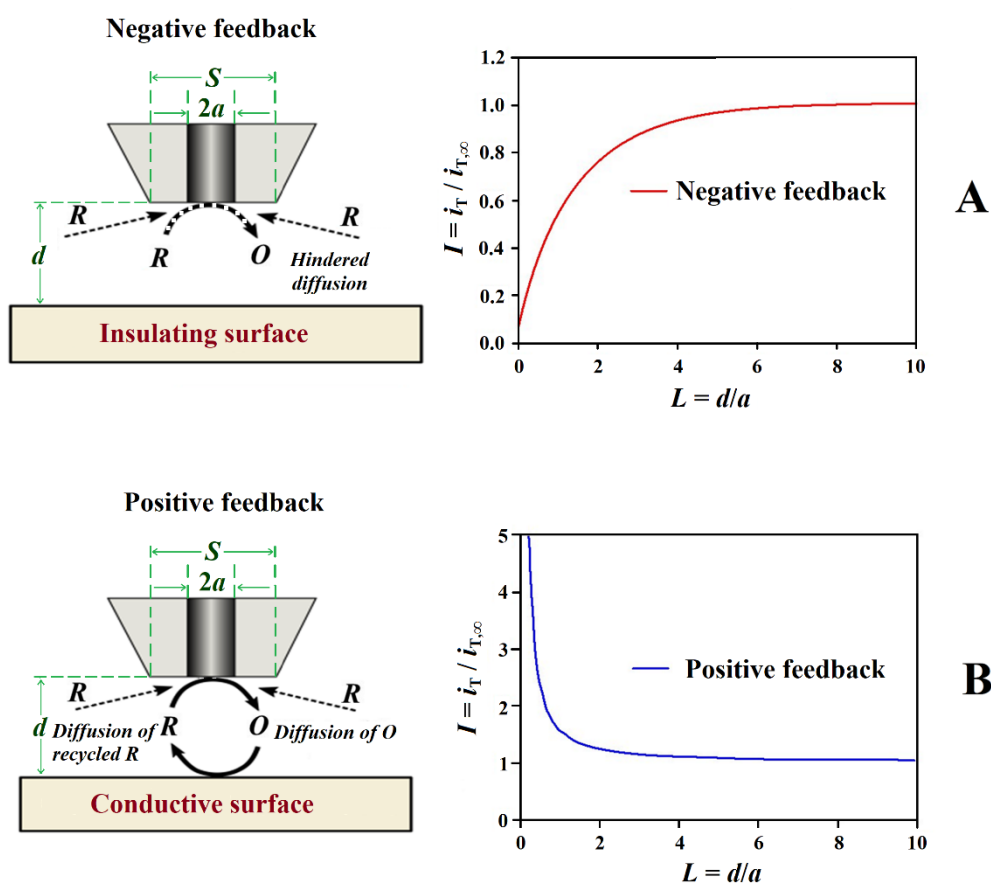 Negative feedback
S
2a
R
R
d
R
O
Hindered
diffusion
Insulating surface
1.2
1.0
0.8
0.6
0.4
0.2
0.0
I = iT / iT,∞
Negative feedback
0
2
4
6
8
10
L = d/a
A
Positive feedback
S
2a
R
R
d
Diffusion of
recycled R
R
O
Diffusion of O
Conductive surface
5
4
3
2
1
0
I = iT / iT,∞
Positive feedback
0
2
4
6
8
10
L = d/a
B